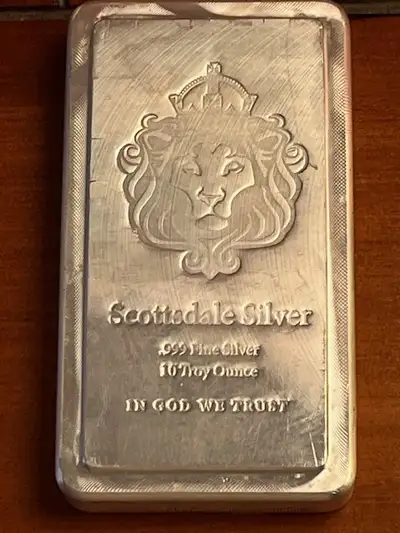 Scottsdale Silver
.999 Fine Silver
10 Troy Ounce
IN GOD WE TRUST